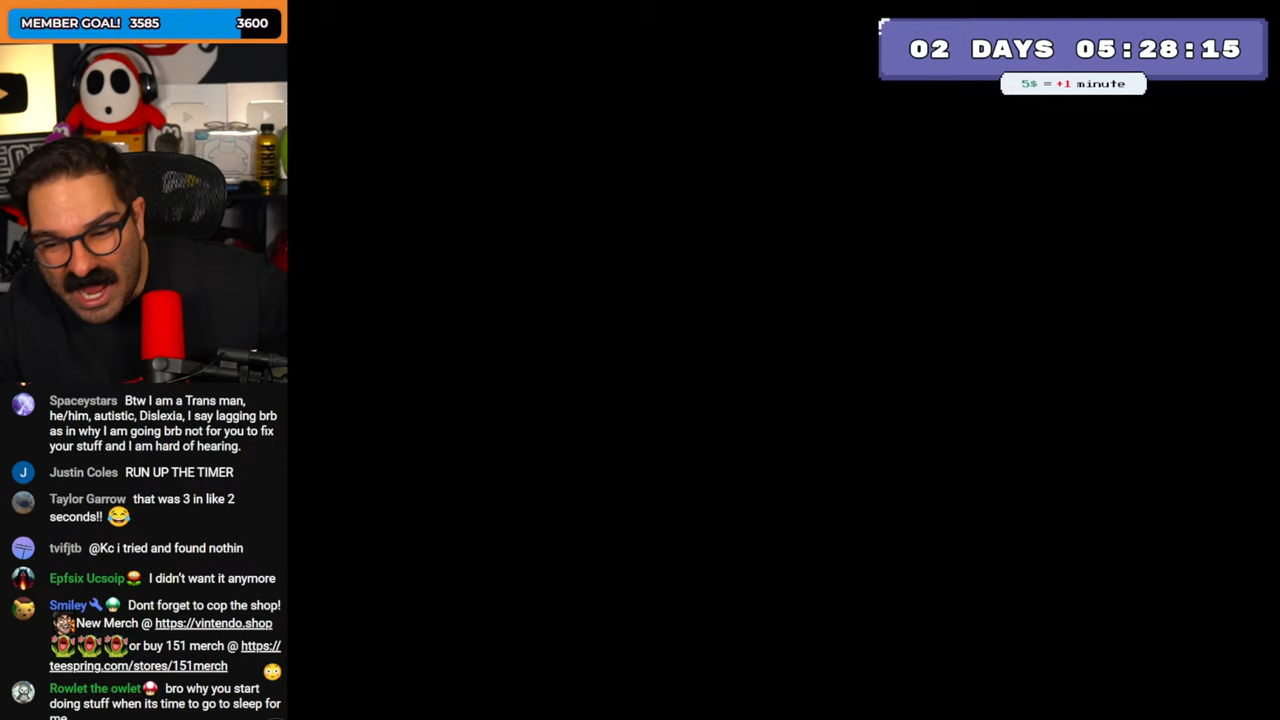 MEMBER GOAL! 3585 3600
02 DAYS 05:28:15
5$ = +1 minute
Spaceystars Btw I am a Trans man,
he/him, autistic, Dislexia, I say lagging brb
as in why I am going brb not for you to fix
your stuff and I am hard of hearing.
J Justin Coles RUN UP THE TIMER
Taylor Garrow that was 3 in like 2
seconds!! 😂
tvifjtb @Kc i tried and found nothin
Epfsix Ucsoip I didn't want it anymore
Smiley Dont forget to cop the shop!
New Merch @ https://vintendo.shop
or buy 151 merch @ https://
teespring.com/stores/151merch
Rowlet the owlet bro why you start
doing stuff when its time to go to sleep for
me